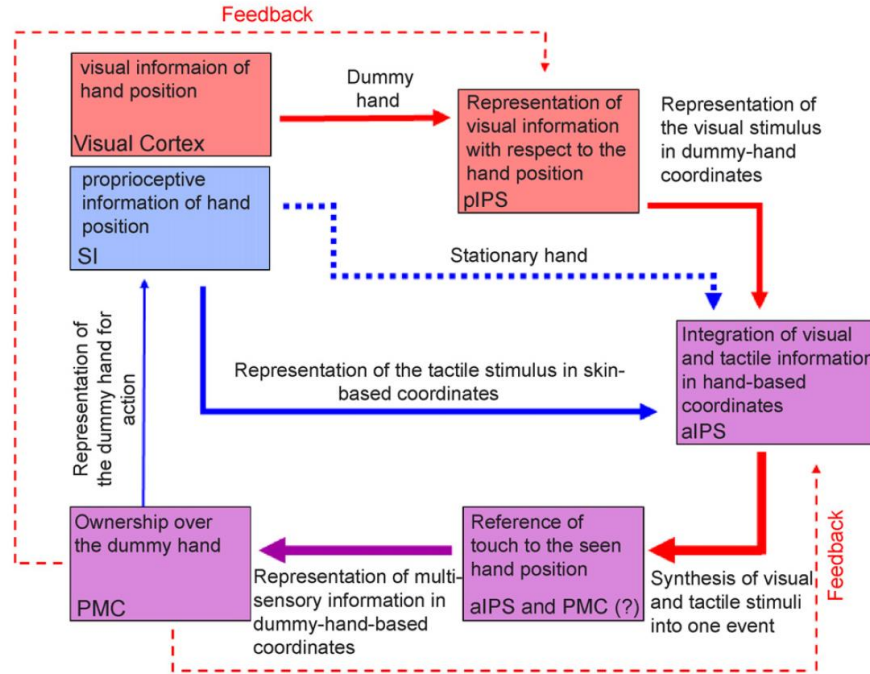 Feedback
visual informaion of
hand position
Visual Cortex
Dummy
hand
Representation of
visual information
with respect to the
hand position
pIPS
Representation of
the visual stimulus
in dummy-hand
coordinates
proprioceptive
information of hand
position
SI
Stationary hand
Representation of
the dummy hand for
action
Representation of the tactile stimulus in skin-
based coordinates
Integration of visual
and tactile information
in hand-based
coordinates
aIPS
Ownership over
the dummy hand
PMC
Representation of multi-
sensory information in
dummy-hand-based
coordinates
Reference of
touch to the seen
hand position
aIPS and PMC (?)
Synthesis of visual
and tactile stimuli
into one event
Feedback